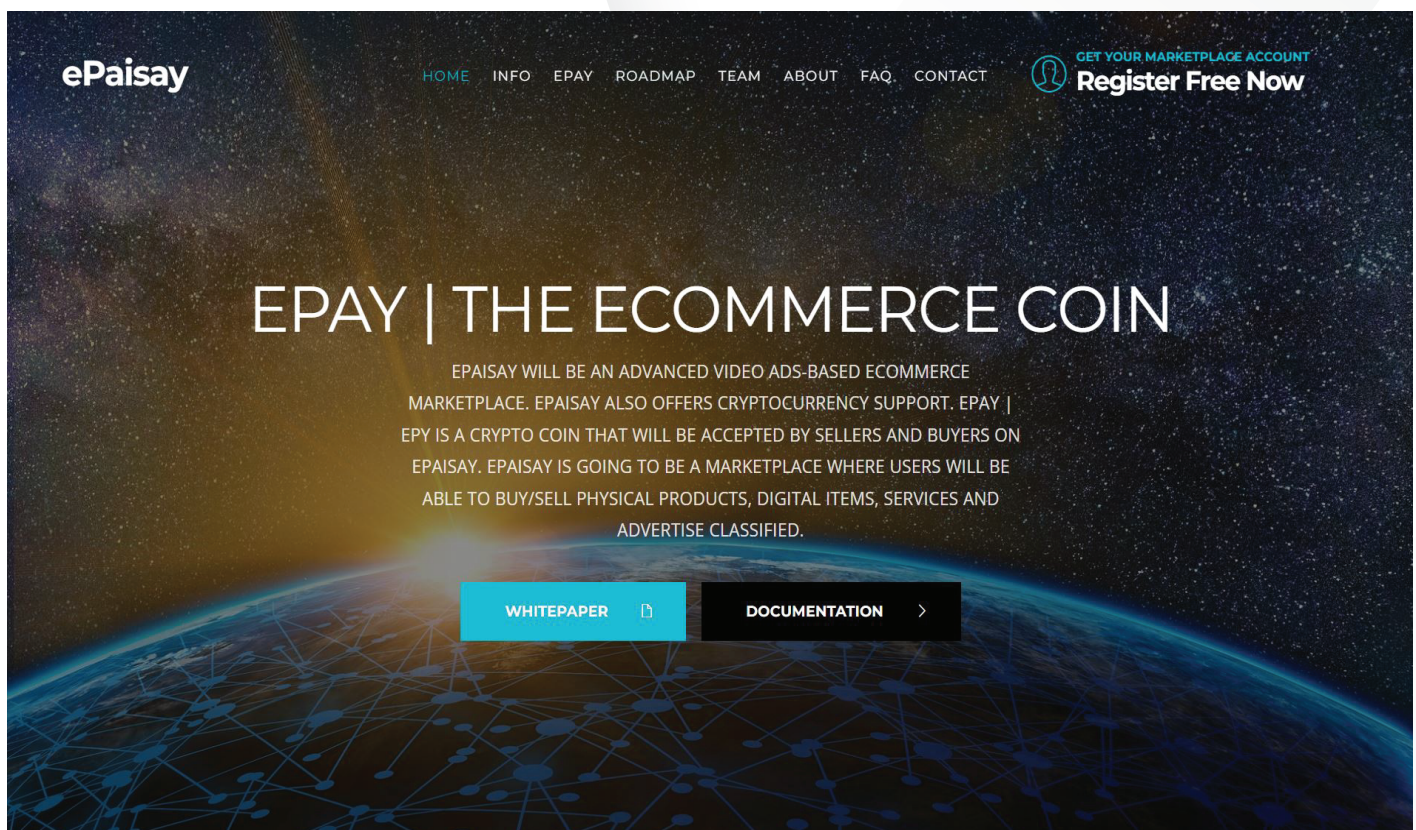 ePaisay
HOME INFO EPAY ROADMAP TEAM ABOUT FAQ CONTACT
GET YOUR MARKETPLACE ACCOUNT
Register Free Now
EPAY | THE ECOMMERCE COIN
EPAISAY WILL BE AN ADVANCED VIDEO ADS-BASED ECOMMERCE
MARKETPLACE. EPAISAY ALSO OFFERS CRYPTOCURRENCY SUPPORT. EPAY |
EPY IS A CRYPTO COIN THAT WILL BE ACCEPTED BY SELLERS AND BUYERS ON
EPAISAY. EPAISAY IS GOING TO BE A MARKETPLACE WHERE USERS WILL BE
ABLE TO BUY/SELL PHYSICAL PRODUCTS, DIGITAL ITEMS, SERVICES AND
ADVERTISE CLASSIFIED.
WHITEPAPER
DOCUMENTATION